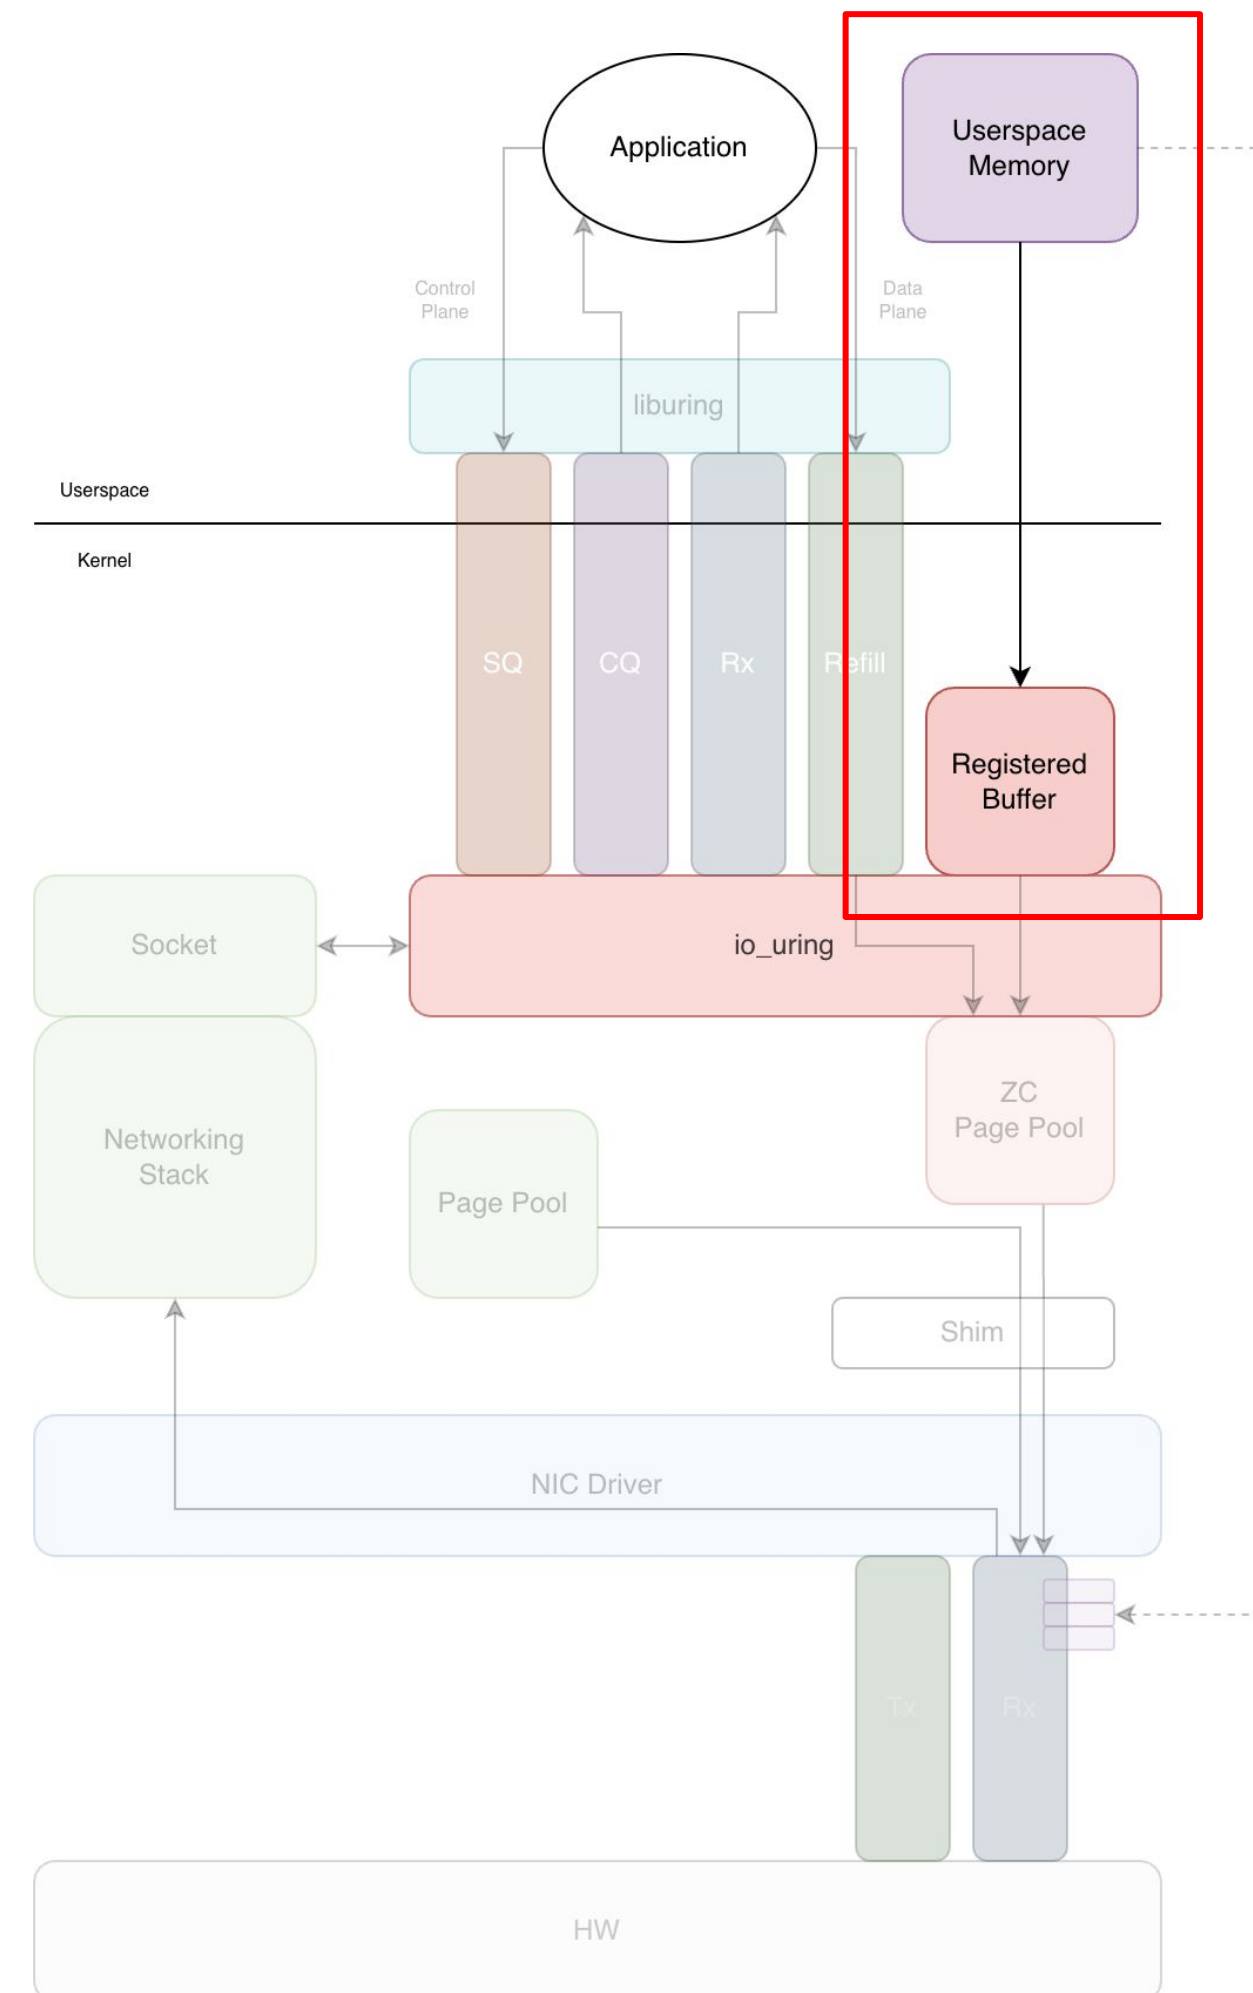 Userspace
Memory
Application
Control
Plane
Data
Plane
liburing
Userspace
Kernel
SQ
CQ
Rx
Refill
Registered
Buffer
Socket
io_uring
ZC
Page Pool
Networking
Stack
Page Pool
Shim
NIC Driver
Tx
Rx
HW